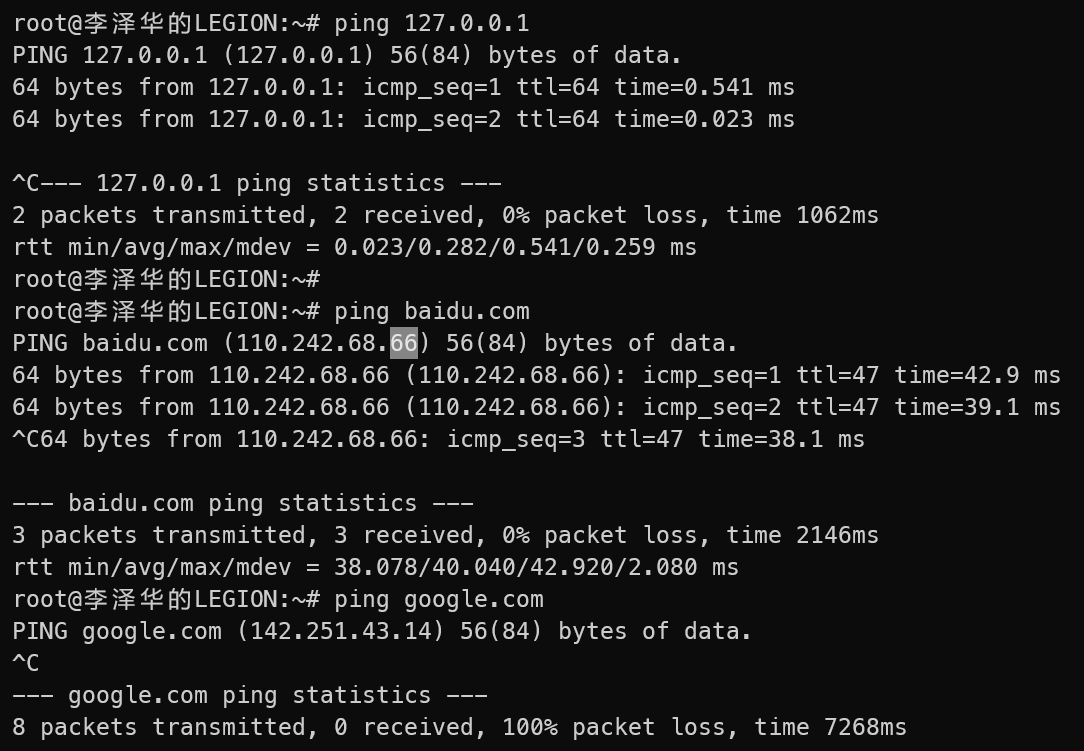 root@李泽华的LEGION:~# ping 127.0.0.1
PING 127.0.0.1 (127.0.0.1) 56(84) bytes of data.
64 bytes from 127.0.0.1: icmp_seq=1 ttl=64 time=0.541 ms
64 bytes from 127.0.0.1: icmp_seq=2 ttl=64 time=0.023 ms
^C--- 127.0.0.1 ping statistics ---
2 packets transmitted, 2 received, 0% packet loss, time 1062ms
rtt min/avg/max/mdev = 0.023/0.282/0.541/0.259 ms
root@李泽华的LEGION:~#
root@李泽华的LEGION:~# ping baidu.com
PING baidu.com (110.242.68.66) 56(84) bytes of data.
64 bytes from 110.242.68.66 (110.242.68.66): icmp_seq=1 ttl=47 time=42.9 ms
64 bytes from 110.242.68.66 (110.242.68.66): icmp_seq=2 ttl=47 time=39.1 ms
^C64 bytes from 110.242.68.66: icmp_seq=3 ttl=47 time=38.1 ms
--- baidu.com ping statistics ---
3 packets transmitted, 3 received, 0% packet loss, time 2146ms
rtt min/avg/max/mdev = 38.078/40.040/42.920/2.080 ms
root@李泽华的LEGION:~# ping google.com
PING google.com (142.251.43.14) 56(84) bytes of data.
^C
--- google.com ping statistics ---
8 packets transmitted, 0 received, 100% packet loss, time 7268ms